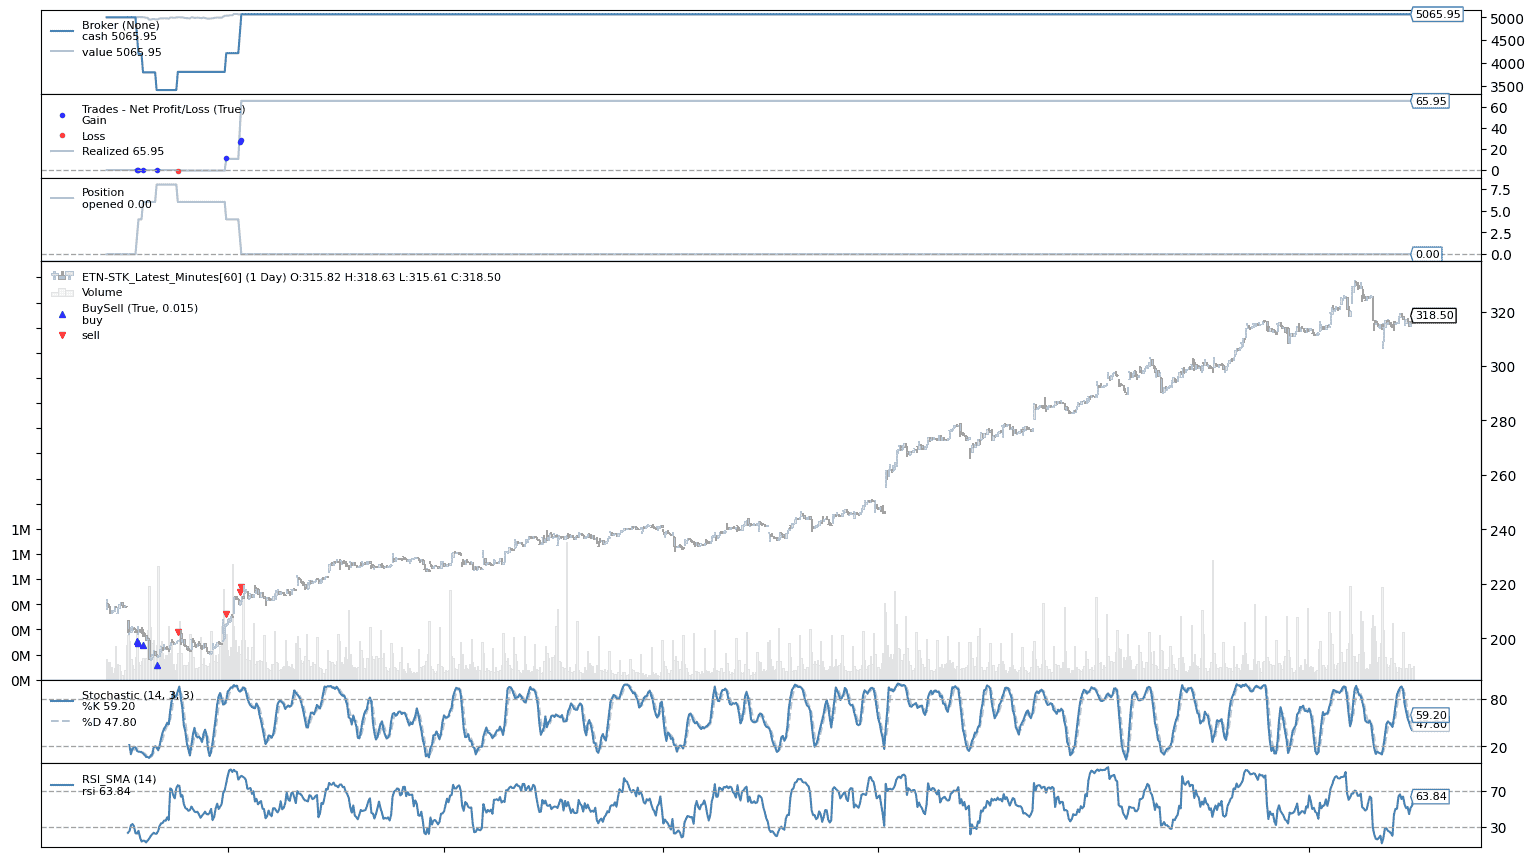 Broker (None)
cash 5065.95
value 5065.95
5065.95
5000
4500
4000
3500
Trades - Net Profit/Loss (True)
Gain
Loss
Realized 65.95
65.95
60
40
20
0
Position
opened 0.00
7.5
5.0
2.5
0.0
0.00
ETN-STK_Latest_Minutes[60] (1 Day) O:315.82 H:318.63 L:315.61 C:318.50
Volume
BuySell (True, 0.015)
buy
sell
318.50
320
300
280
260
240
220
200
1M
1M
1M
0M
0M
0M
0M
Stochastic (14, 3, 3)
%K 59.20
%D 47.80
80
59.20
47.80
20
RSI_SMA (14)
rsi 63.84
70
63.84
30